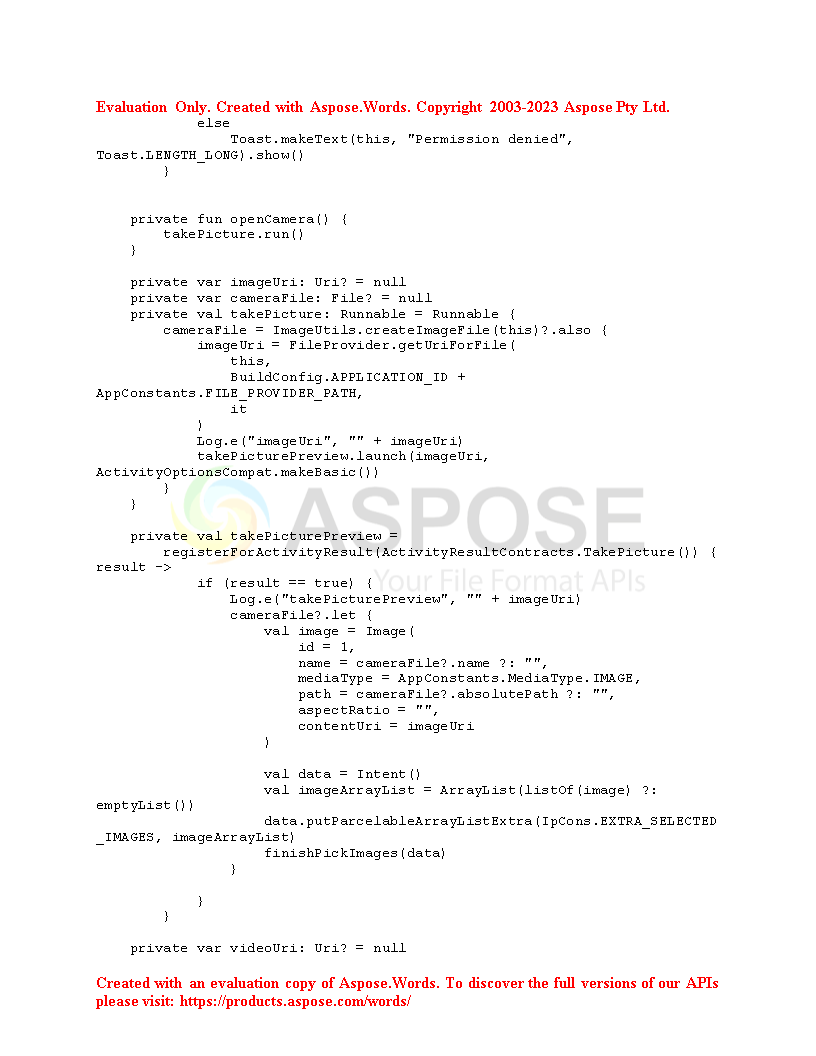 Evaluation Only. Created with Aspose.Words. Copyright 2003-2023 Aspose Pty Ltd.
            else
                Toast.makeText(this, "Permission denied",
Toast.LENGTH_LONG).show()
        }

    private fun openCamera() {
        takePicture.run()
    }

    private var imageUri: Uri? = null
    private var cameraFile: File? = null
    private val takePicture: Runnable = Runnable {
        cameraFile = ImageUtils.createImageFile(this)?.also {
            imageUri = FileProvider.getUriForFile(
                this,
                BuildConfig.APPLICATION_ID +
AppConstants.FILE_PROVIDER_PATH,
                it
            )
            Log.e("imageUri", "" + imageUri)
            takePicturePreview.launch(imageUri,
ActivityOptionsCompat.makeBasic())
        }
    }

ASPOSE
Your File Format APIs
    private val takePicturePreview =
        registerForActivityResult(ActivityResultContracts.TakePicture()) {
result ->
            if (result == true) {
                Log.e("takePicturePreview", "" + imageUri)
                cameraFile?.let {
                    val image = Image(
                        id = 1,
                        name = cameraFile?.name ?: "",
                        mediaType = AppConstants.MediaType.IMAGE,
                        path = cameraFile?.absolutePath ?: "",
                        aspectRatio = "",
                        contentUri = imageUri
                    )

                    val data = Intent()
                    val imageArrayList = ArrayList(listOf(image) ?:
emptyList())
                    data.putParcelableArrayListExtra(IpCons.EXTRA_SELECTED
_IMAGES, imageArrayList)
                    finishPickImages(data)
                }

            }
        }

    private var videoUri: Uri? = null

Created with an evaluation copy of Aspose.Words. To discover the full versions of our APIs
please visit: https://products.aspose.com/words/